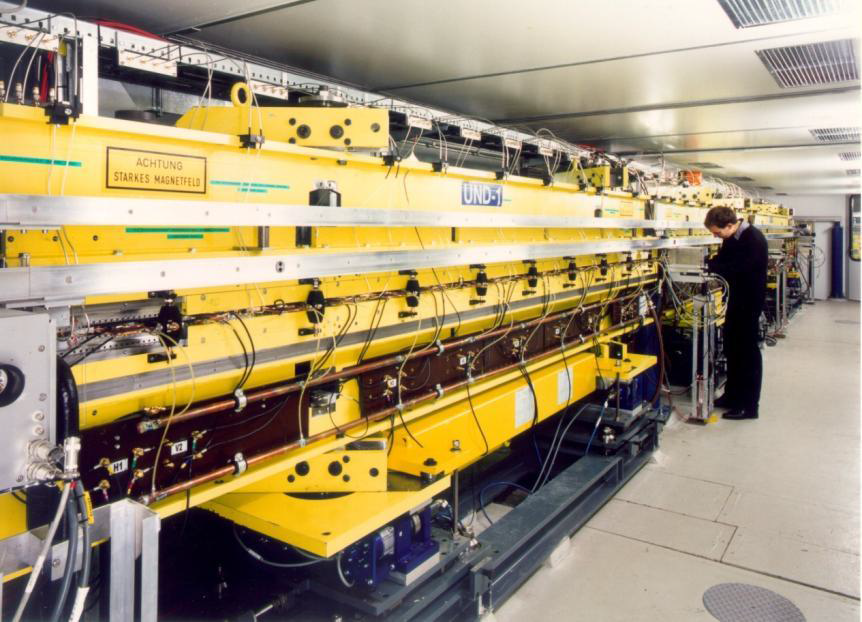 ACHTUNG
STARKES MAGNETFELD
UND-1
H1
V2